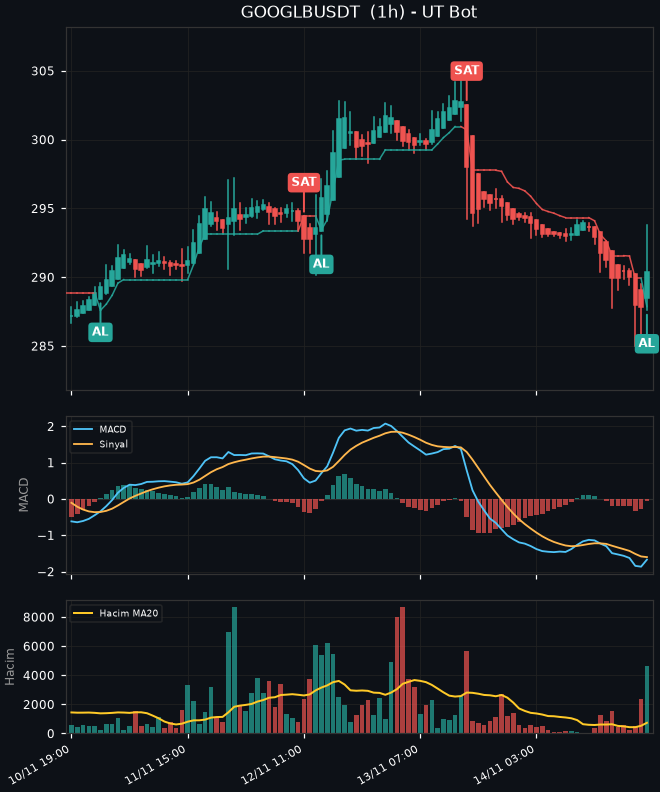 GOOGLBUSDT (1h) - UT Bot
305
300
295
290
285
SAT
SAT
AL
AL
AL
MACD
2
1
0
−1
−2
MACD
Sinyal
Hacim
8000
6000
4000
2000
0
Hacim MA20
10/11 19:00
11/11 15:00
12/11 11:00
13/11 07:00
14/11 03:00